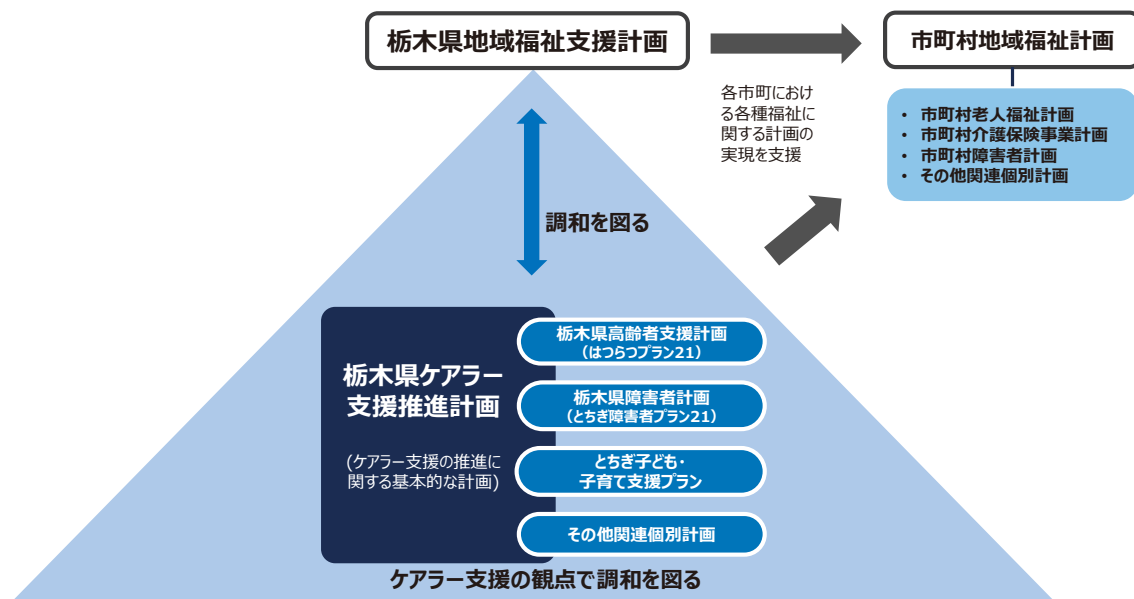 栃木県地域福祉支援計画
市町村地域福祉計画
各市町におけ
る各種福祉に
関する計画の
実現を支援
・ 市町村老人福祉計画
・ 市町村介護保険事業計画
・ 市町村障害者計画
・ その他関連個別計画
調和を図る
栃木県ケアラー
支援推進計画
(ケアラー支援の推進に
関する基本的な計画)
栃木県高齢者支援計画
（はつらつプラン21）
栃木県障害者計画
（とちぎ障害者プラン21）
とちぎ子ども・
子育て支援プラン
その他関連個別計画
ケアラー支援の観点で調和を図る